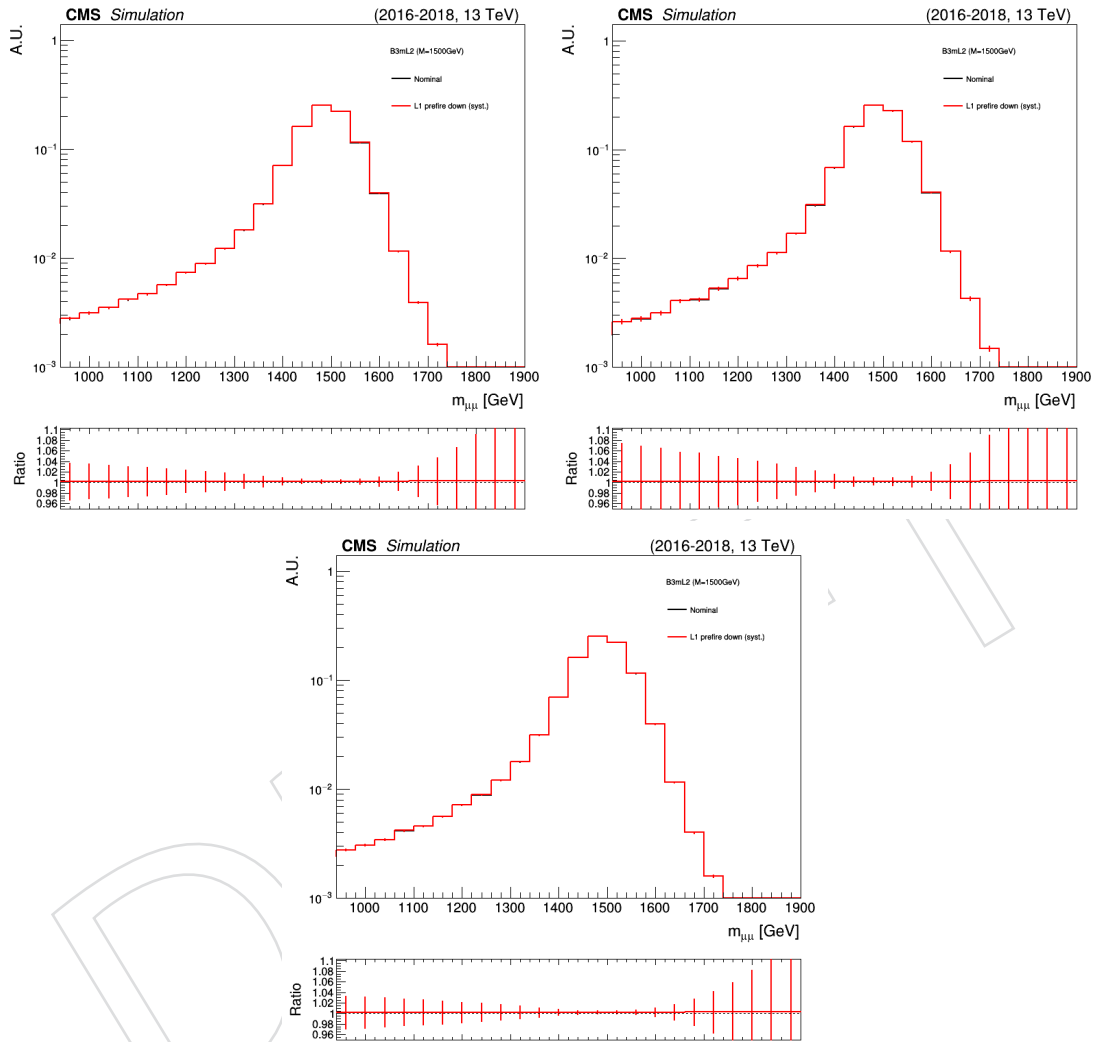 CMS Simulation (2016-2018, 13 TeV)
A.U.
B3mL2 (M=1500GeV)
Nominal
L1 prefire down (syst.)
1
10⁻¹
10⁻²
10⁻³
1000 1100 1200 1300 1400 1500 1600 1700 1800 1900
mμμ [GeV]
Ratio
1.1
1.08
1.06
1.04
1.02
1
0.98
0.96
CMS Simulation (2016-2018, 13 TeV)
A.U.
B3mL2 (M=1500GeV)
Nominal
L1 prefire down (syst.)
1
10⁻¹
10⁻²
10⁻³
1000 1100 1200 1300 1400 1500 1600 1700 1800 1900
mμμ [GeV]
Ratio
1.1
1.08
1.06
1.04
1.02
1
0.98
0.96
CMS Simulation (2016-2018, 13 TeV)
A.U.
B3mL2 (M=1500GeV)
Nominal
L1 prefire down (syst.)
1
10⁻¹
10⁻²
10⁻³
1000 1100 1200 1300 1400 1500 1600 1700 1800 1900
mμμ [GeV]
Ratio
1.1
1.08
1.06
1.04
1.02
1
0.98
0.96